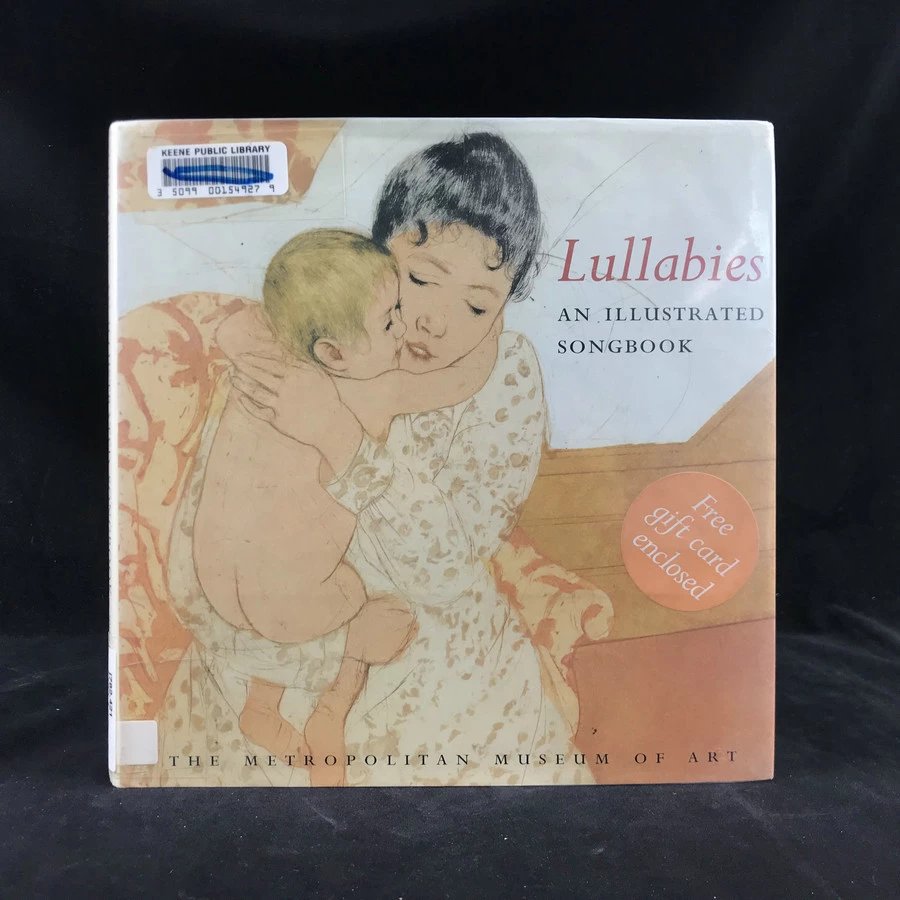 KEENE PUBLIC LIBRARY
3 5099 00154927 9
Lullabies
AN ILLUSTRATED
SONGBOOK
Free
gift card
enclosed
THE METROPOLITAN MUSEUM OF ART